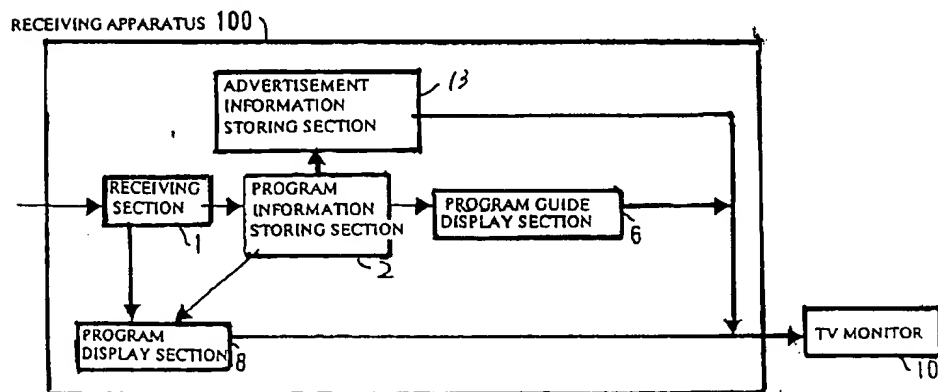 RECEIVING APPARATUS 100
ADVERTISEMENT
INFORMATION
STORING SECTION
13
RECEIVING
SECTION
1
PROGRAM
INFORMATION
STORING SECTION
2
PROGRAM GUIDE
DISPLAY SECTION
6
PROGRAM
DISPLAY SECTION
8
TV MONITOR
10